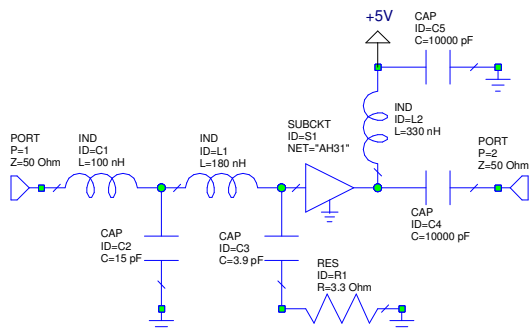 +5V
CAP
ID=C5
C=10000 pF
SUBCKT
ID=S1
NET="AH31"
IND
ID=L2
L=330 nH
PORT
P=1
Z=50 Ohm
IND
ID=C1
L=100 nH
IND
ID=L1
L=180 nH
PORT
P=2
Z=50 Ohm
CAP
ID=C2
C=15 pF
CAP
ID=C3
C=3.9 pF
CAP
ID=C4
C=10000 pF
RES
ID=R1
R=3.3 Ohm